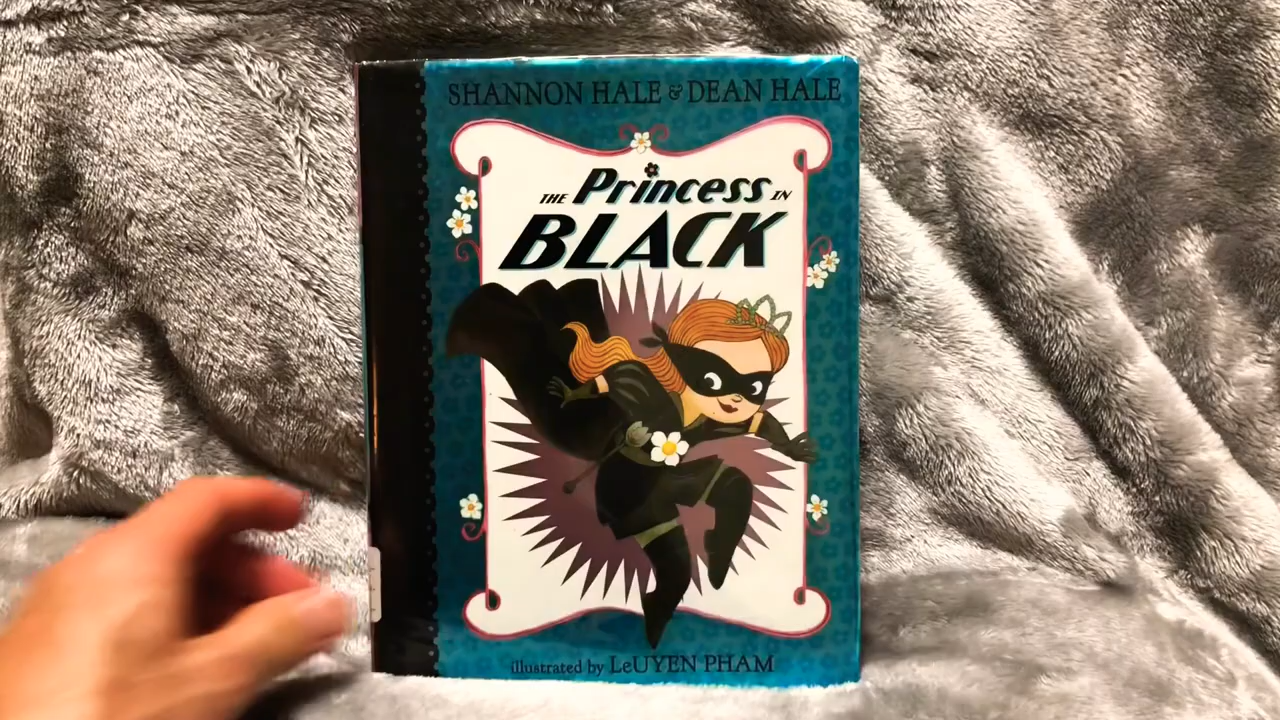 SHANNON HALE & DEAN HALE
THE Princess IN
BLACK
illustrated by LeUYEN PHAM